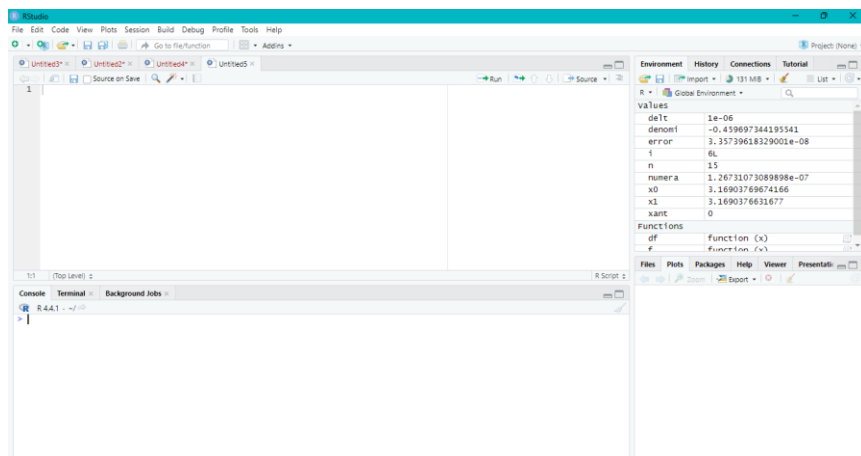 RStudio
File Edit Code View Plots Session Build Debug Profile Tools Help
Go to file/function Addins
Project: (None)
Untitled3* Untitled2* Untitled4* Untitled5
Source on Save Run Source
1
1:1 (Top Level) R Script
Console Terminal Background Jobs
R 4.4.1 · ~/
>
Environment History Connections Tutorial
Import 131 MiB List
R Global Environment
Values
delt 1e-06
denomi -0.459697344195541
error 3.35739618329001e-08
i 6L
n 15
numera 1.26731073089898e-07
x0 3.16903769674166
x1 3.1690376631677
xant 0
Functions
df function (x)
f function (x)
Files Plots Packages Help Viewer Presentati
Zoom Export